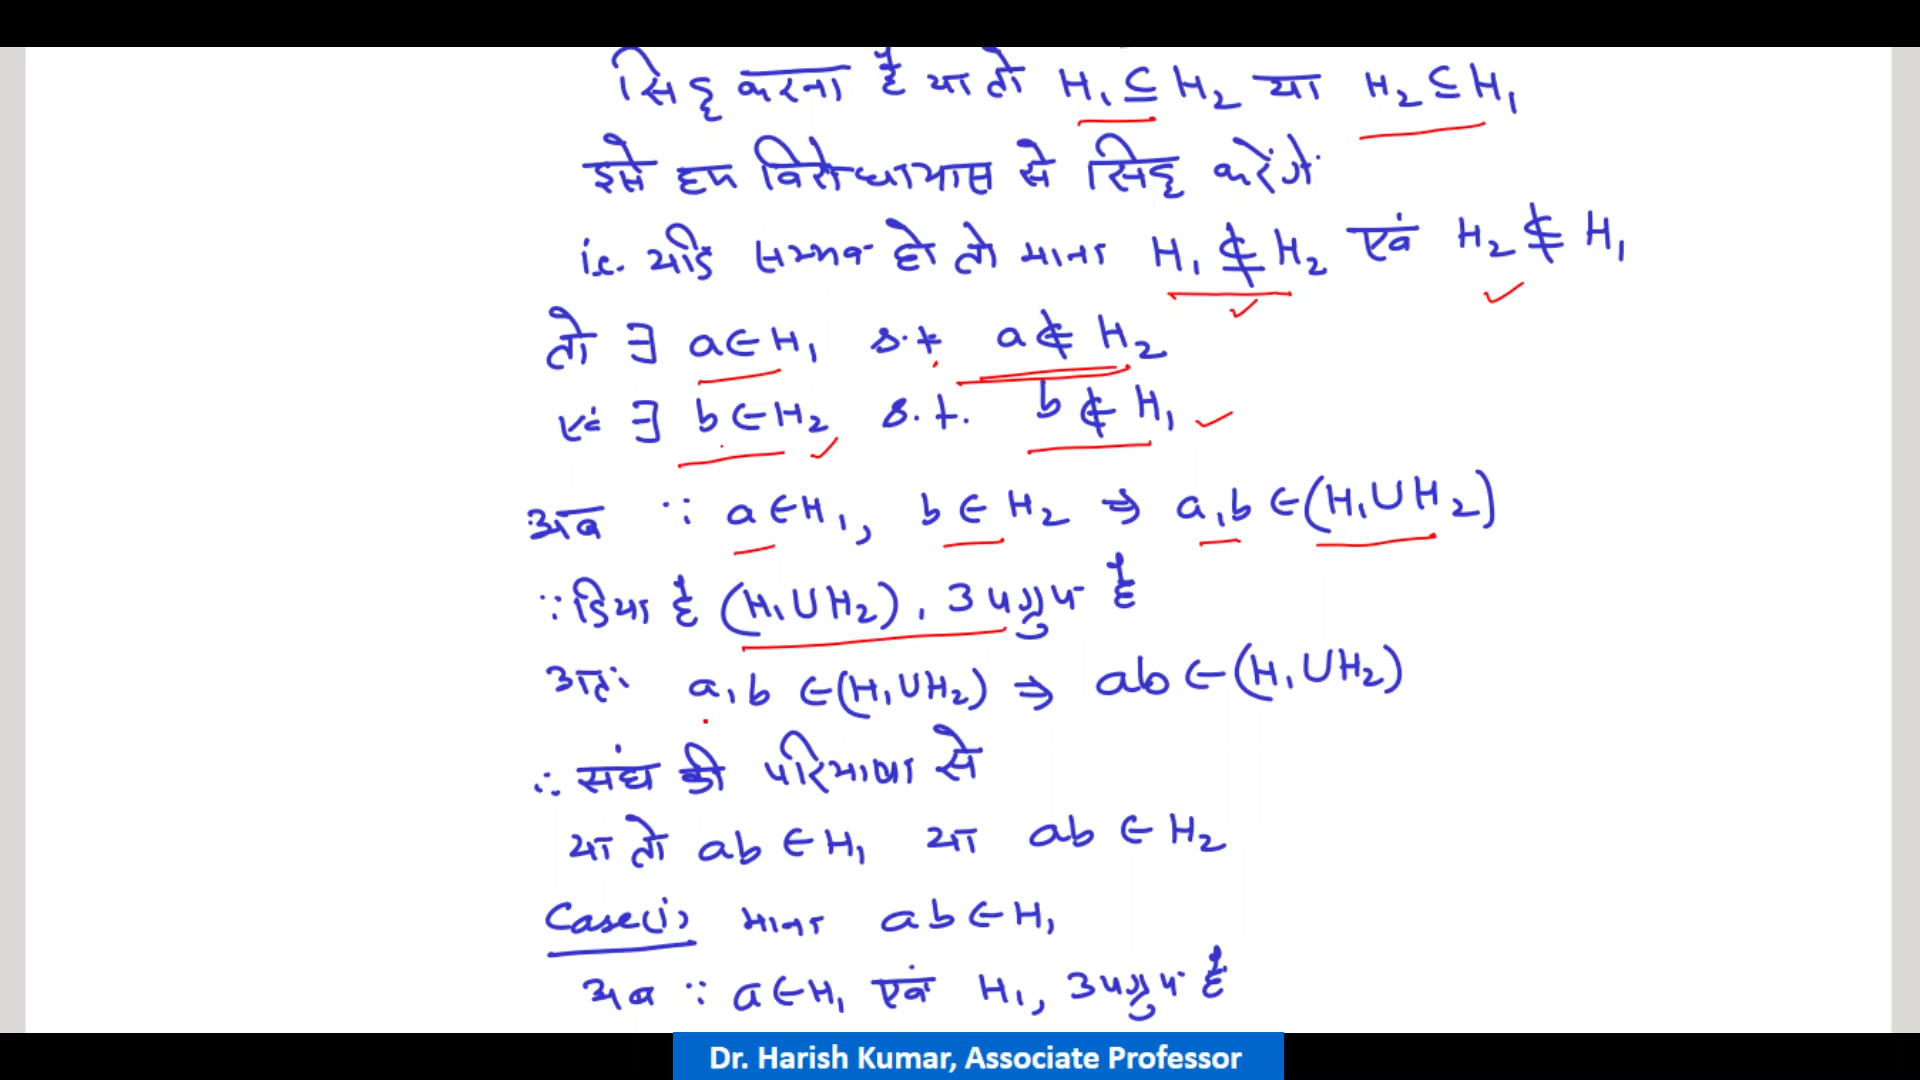 सिद्ध करना है या तो H₁ ⊆ H₂ या H₂ ⊆ H₁
इसे हम विरोधाभास से सिद्ध करेंगे
i.e. यदि सम्भव हो तो माना H₁ ⊄ H₂ एवं H₂ ⊄ H₁
तो ∃ a ∈ H₁ s.t. a ∉ H₂
एवं ∃ b ∈ H₂ s.t. b ∉ H₁
अब ∵ a ∈ H₁, b ∈ H₂ ⇒ a, b ∈ (H₁ ∪ H₂)
∵ दिया है (H₁ ∪ H₂), उपग्रुप है
अतः a, b ∈ (H₁ ∪ H₂) ⇒ ab ∈ (H₁ ∪ H₂)
∴ संघ की परिभाषा से
या तो ab ∈ H₁ या ab ∈ H₂
Case (i) माना ab ∈ H₁
अब ∵ a ∈ H₁ एवं H₁, उपग्रुप है
Dr. Harish Kumar, Associate Professor